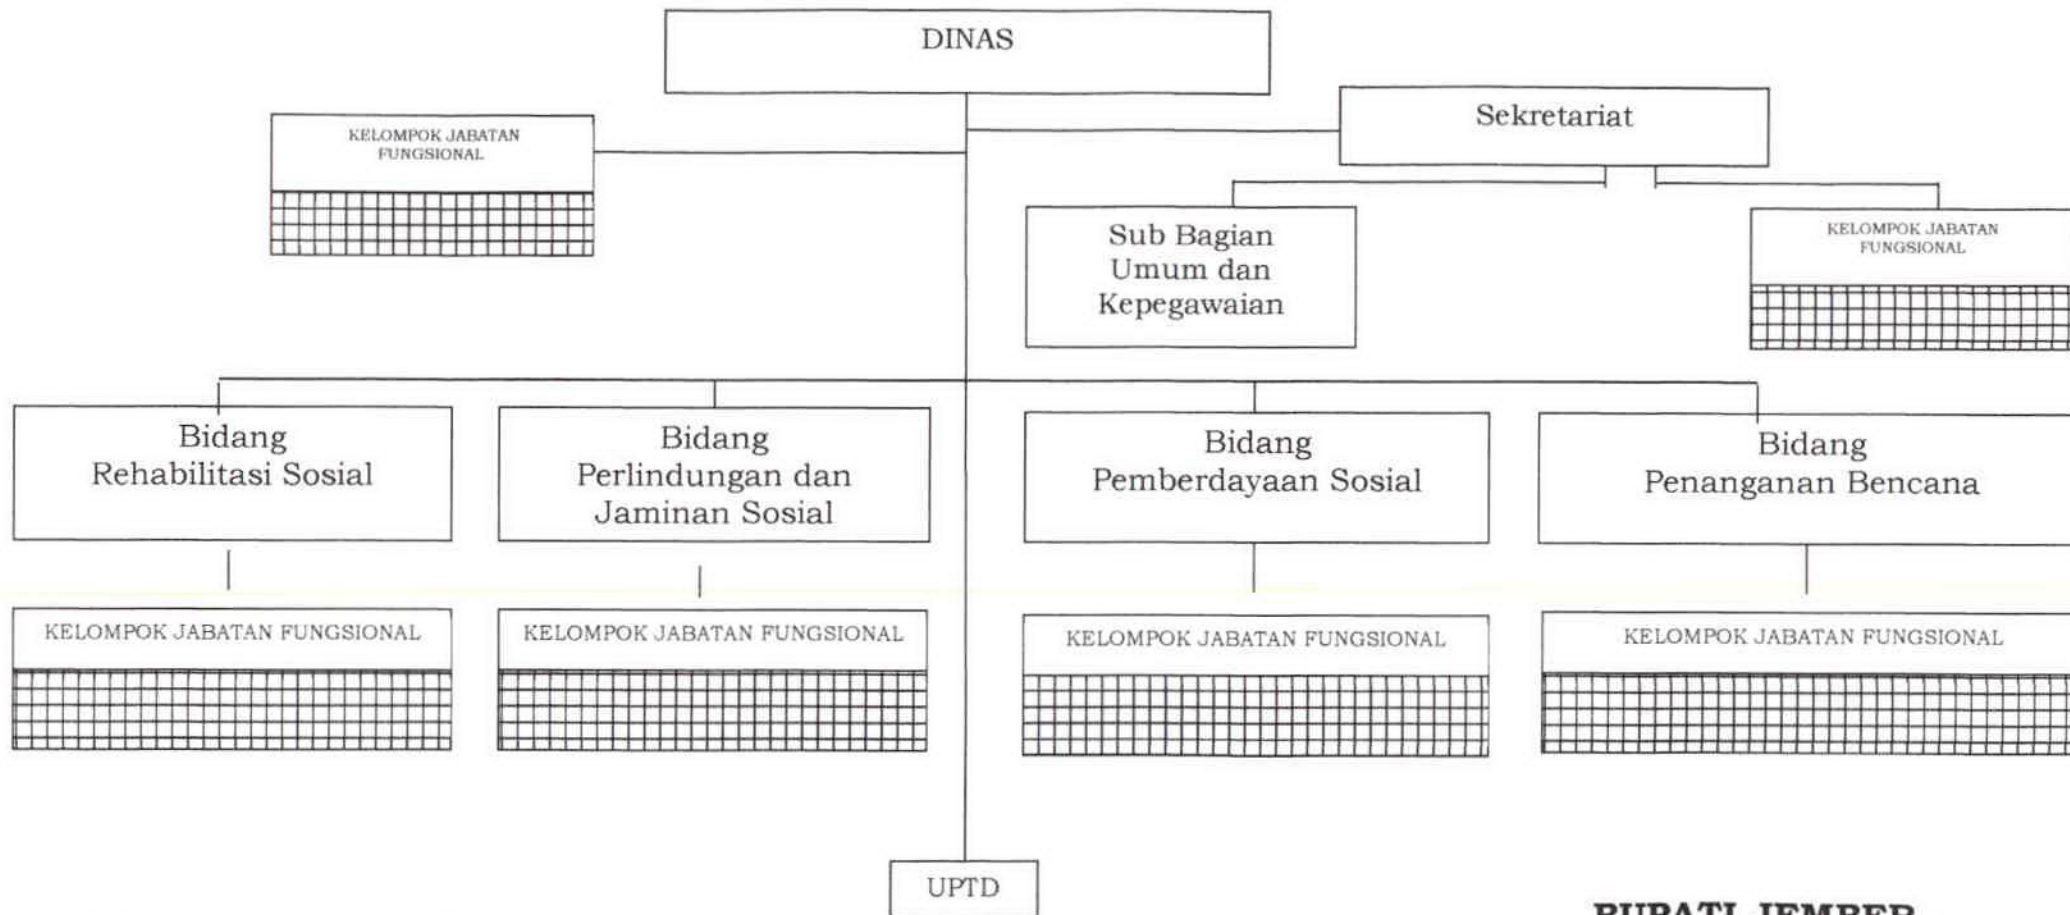 DINAS
Sekretariat
KELOMPOK JABATAN
FUNGSIONAL
Sub Bagian
Umum dan
Kepegawaian
KELOMPOK JABATAN
FUNGSIONAL
Bidang
Rehabilitasi Sosial
Bidang
Perlindungan dan
Jaminan Sosial
Bidang
Pemberdayaan Sosial
Bidang
Penanganan Bencana
KELOMPOK JABATAN FUNGSIONAL
KELOMPOK JABATAN FUNGSIONAL
KELOMPOK JABATAN FUNGSIONAL
KELOMPOK JABATAN FUNGSIONAL
UPTD
BUPATI JEMBER